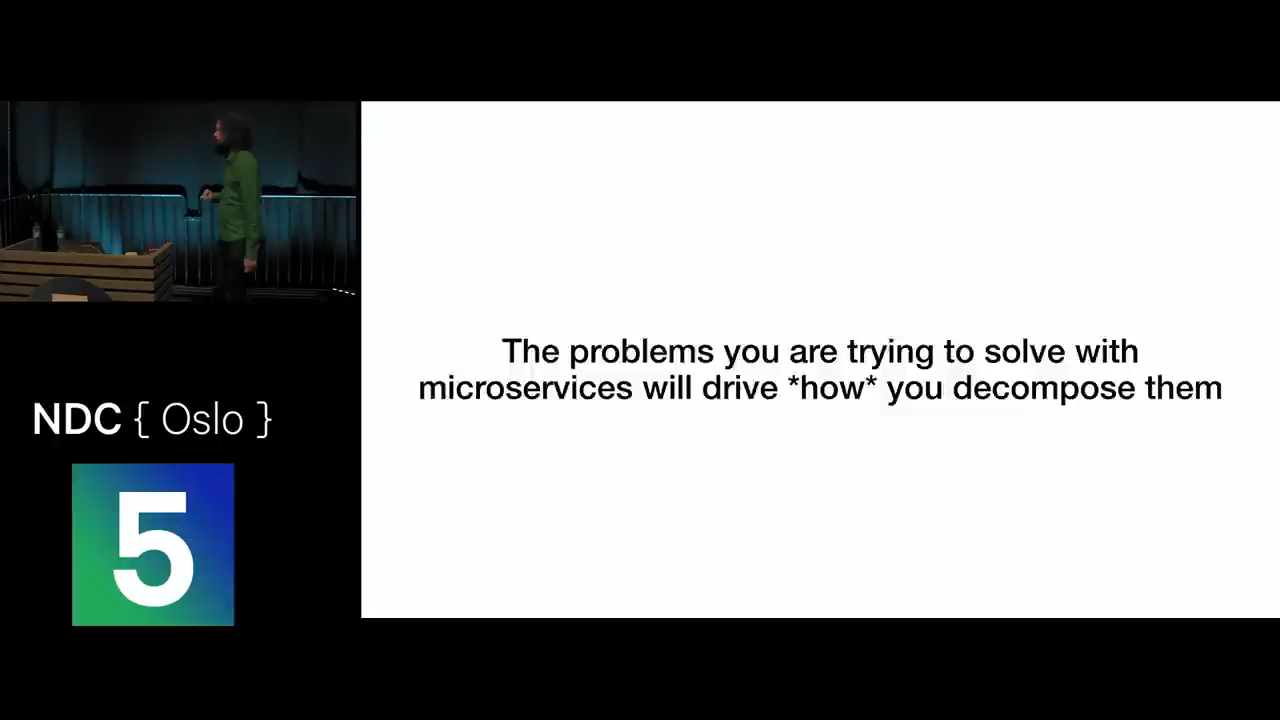 The problems you are trying to solve with
microservices will drive *how* you decompose them
NDC { Oslo }
5